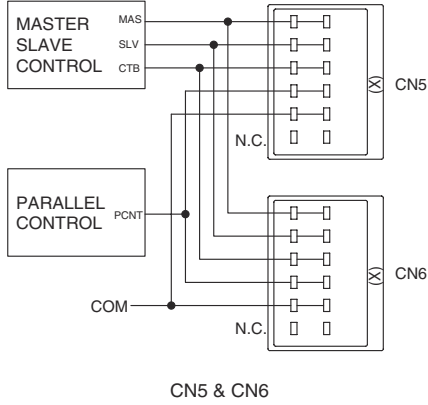 MASTER
SLAVE
CONTROL
MAS
SLV
CTB
N.C.
(X)
CN5
PARALLEL
CONTROL
PCNT
COM
N.C.
(X)
CN6
CN5 & CN6